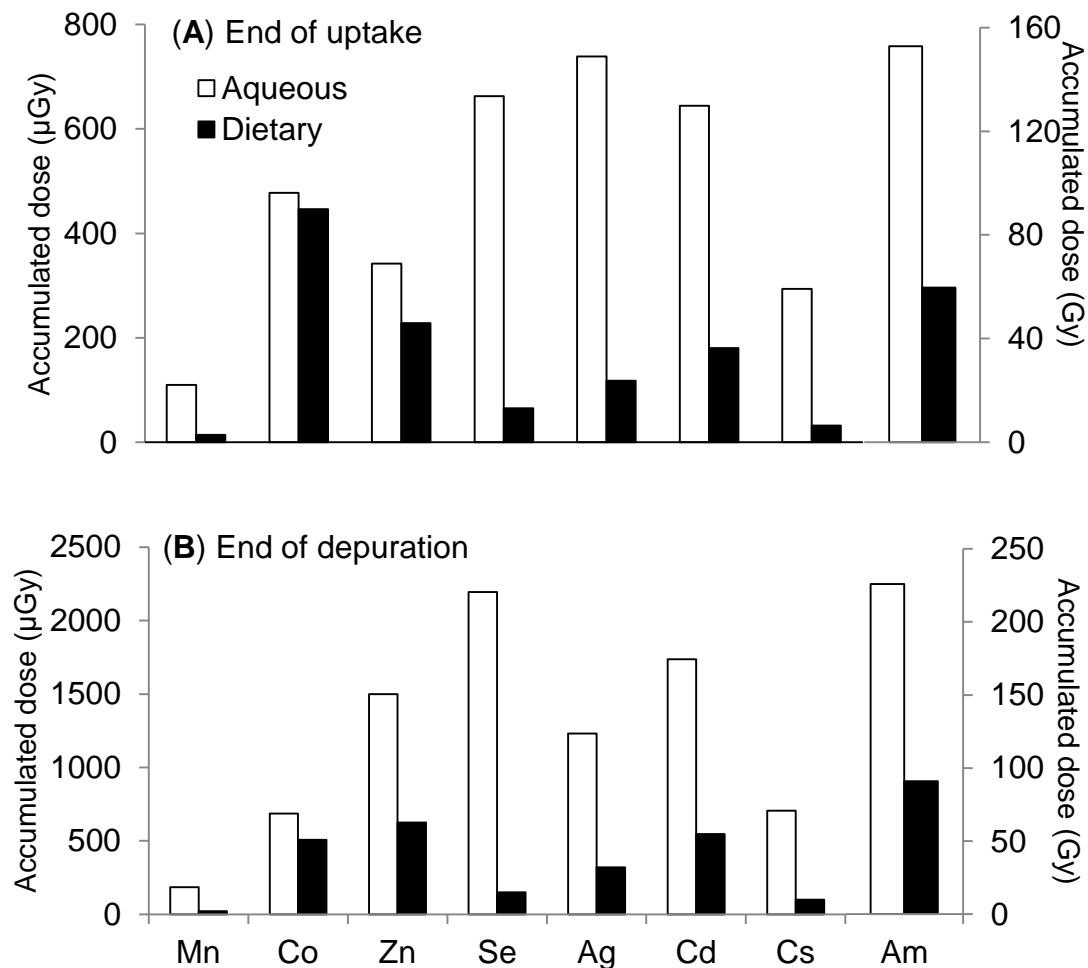 (A) End of uptake
Aqueous
Dietary
Accumulated dose (µGy)
800
600
400
200
0
160
120
80
40
0
Accumulated dose (Gy)
(B) End of depuration
Accumulated dose (µGy)
2500
2000
1500
1000
500
0
250
200
150
100
50
0
Accumulated dose (Gy)
Mn Co Zn Se Ag Cd Cs Am